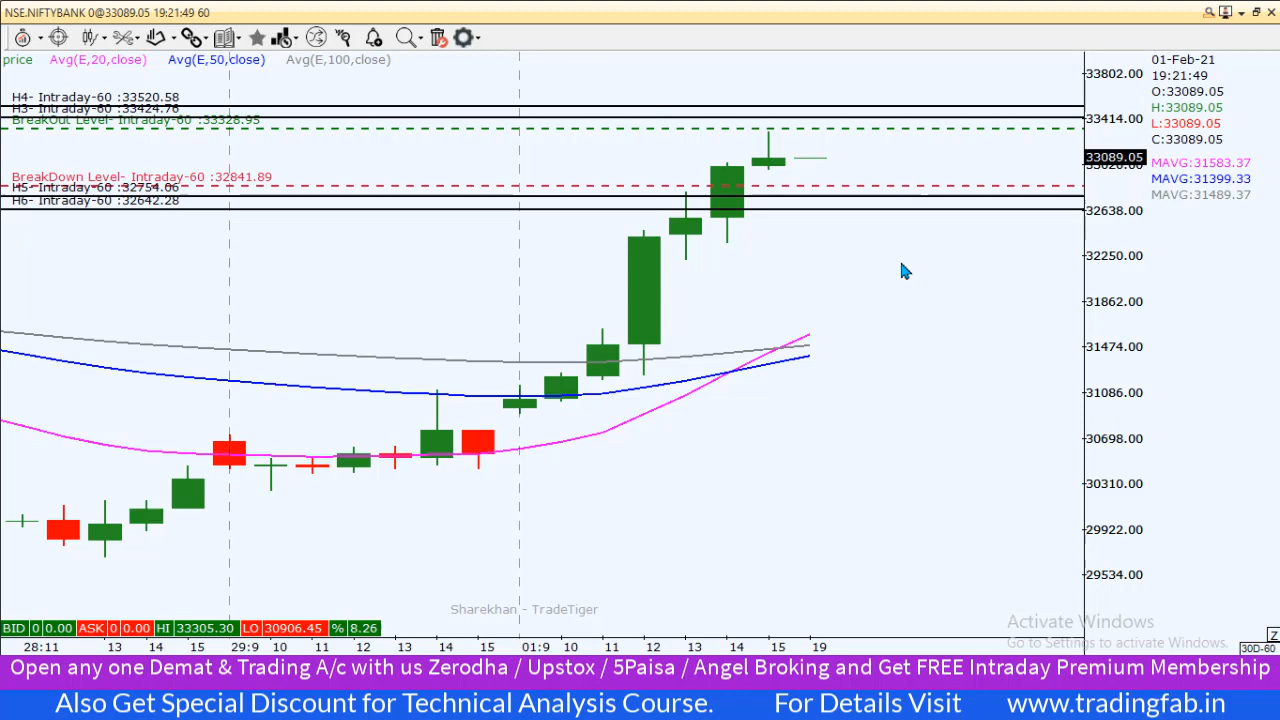 NSE.NIFTYBANK 0@33089.05 19:21:49 60
price Avg(E,20,close) Avg(E,50,close) Avg(E,100,close)
H4- Intraday-60 :33520.58
H3- Intraday-60 :33424.76
BreakOut Level- Intraday-60 :33328.95
BreakDown Level- Intraday-60 :32841.89
H5- Intraday-60 :32754.06
H6- Intraday-60 :32642.28
33802.00
33414.00
33089.05
32638.00
32250.00
31862.00
31474.00
31086.00
30698.00
30310.00
29922.00
29534.00
01-Feb-21
19:21:49
O:33089.05
H:33089.05
L:33089.05
C:33089.05
MAVG:31583.37
MAVG:31399.33
MAVG:31489.37
Sharekhan - TradeTiger
Activate Windows
Go to Settings to activate Windows.
BID 0 0.00 ASK 0 0.00 HI 33305.30 LO 30906.45 % 8.26
Z
28:11 13 14 15 29:9 10 11 12 13 14 15 01:9 10 11 12 13 14 15 19
30D-60
Open any one Demat & Trading A/c with us Zerodha / Upstox / 5Paisa / Angel Broking and Get FREE Intraday Premium Membership
Also Get Special Discount for Technical Analysis Course. For Details Visit www.tradingfab.in